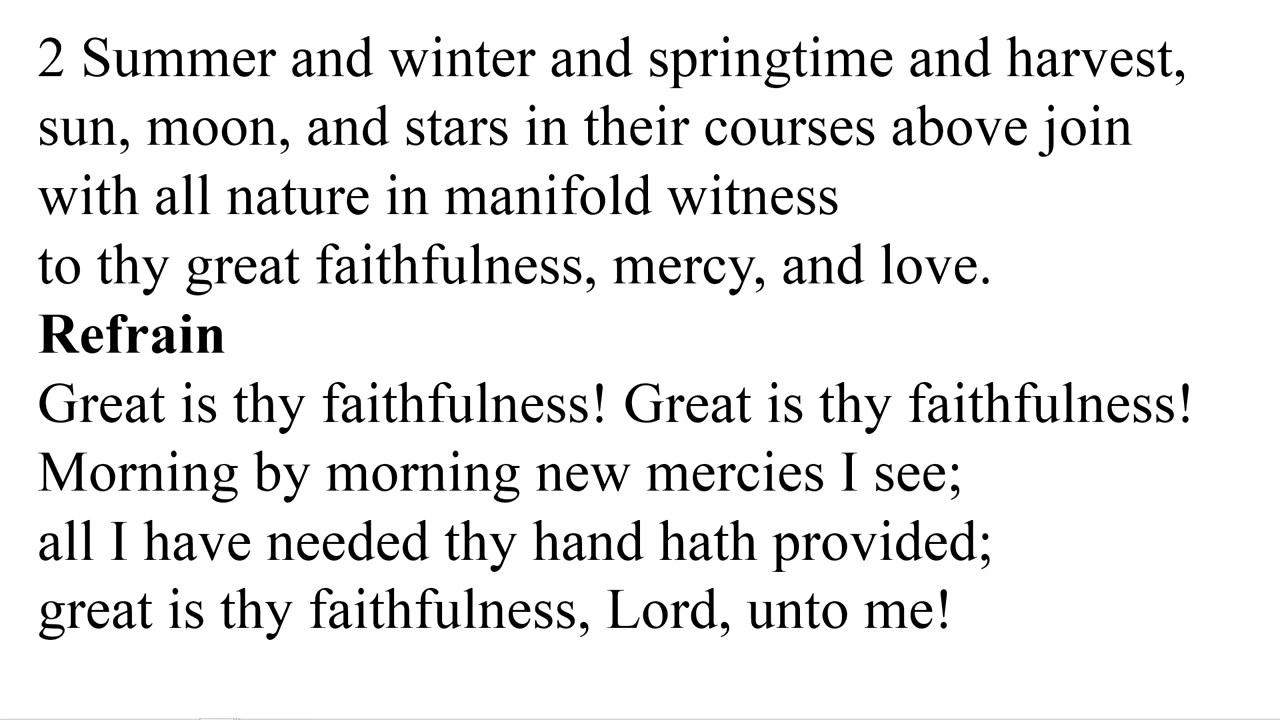 2 Summer and winter and springtime and harvest,
sun, moon, and stars in their courses above join
with all nature in manifold witness
to thy great faithfulness, mercy, and love.
Refrain
Great is thy faithfulness! Great is thy faithfulness!
Morning by morning new mercies I see;
all I have needed thy hand hath provided;
great is thy faithfulness, Lord, unto me!